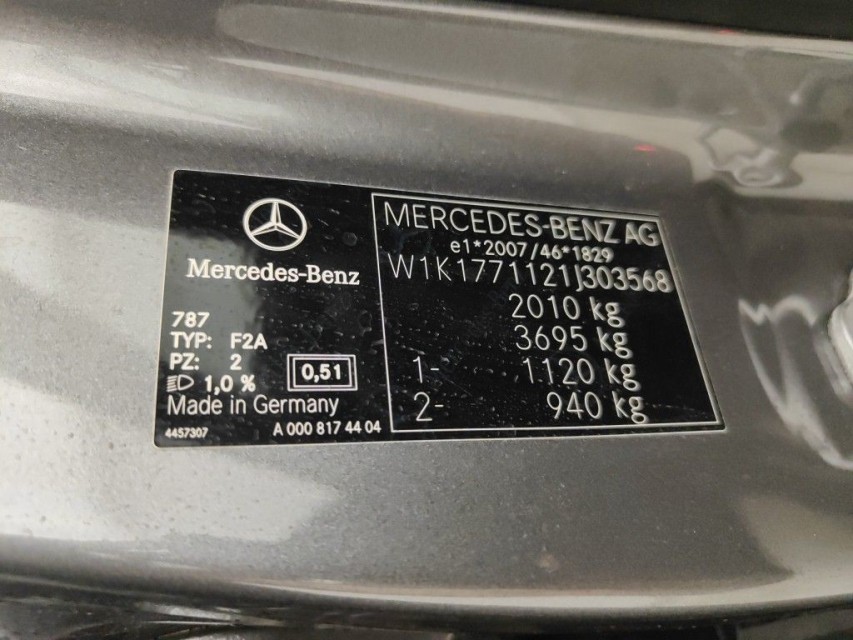 Mercedes-Benz
787
TYP: F2A
PZ: 2
1,0 %
0,51
Made in Germany
4457307
A 000 817 44 04
MERCEDES-BENZ AG
e1*2007/46*1829
W1K1771121J303568
2010 kg
3695 kg
1- 1120 kg
2- 940 kg